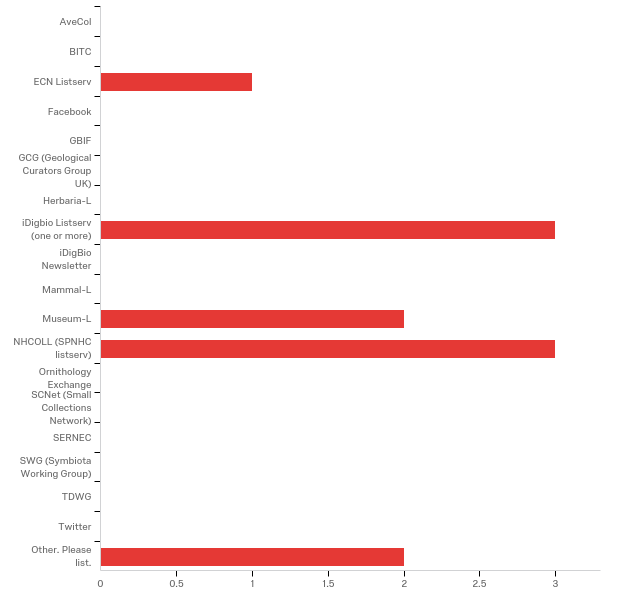 AveCol
BITC
ECN Listserv
Facebook
GBIF
GCG (Geological
Curators Group
UK)
Herbaria-L
iDigbio Listserv
(one or more)
iDigBio
Newsletter
Mammal-L
Museum-L
NHCOLL (SPNHC
listserv)
Ornithology
Exchange
SCNet (Small
Collections
Network)
SERNEC
SWG (Symbiota
Working Group)
TDWG
Twitter
Other. Please
list.
0 0.5 1 1.5 2 2.5 3